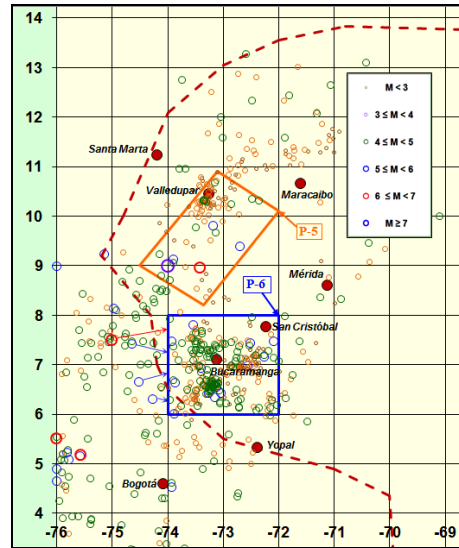 14
13
12
11
10
9
8
7
6
5
4
-76 -75 -74 -73 -72 -71 -70 -69
Santa Marta
Valledupar
Maracaibo
P-5
Mérida
P-6
San Cristóbal
Bucaramanga
Yopal
Bogotá
M < 3
3 ≤ M < 4
4 ≤ M < 5
5 ≤ M < 6
6 ≤ M < 7
M ≥ 7